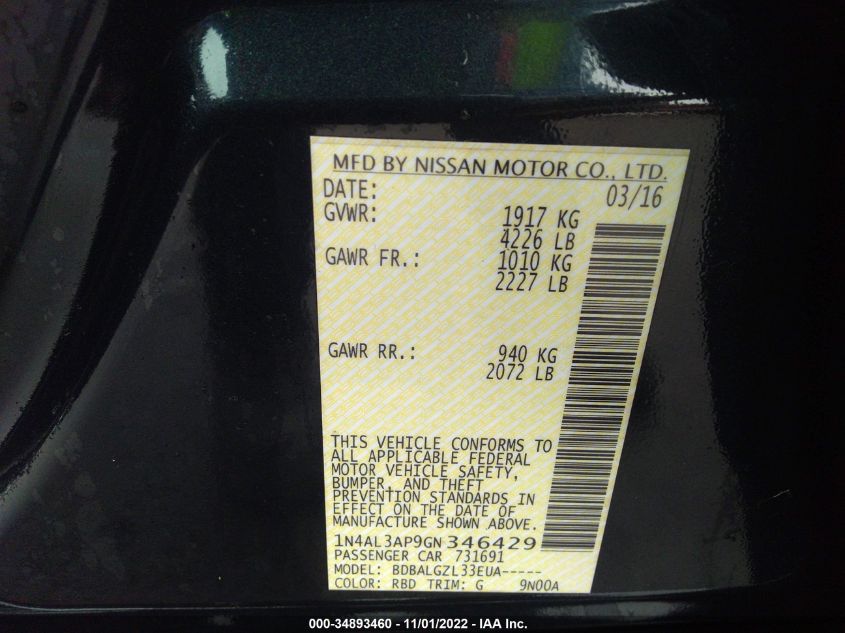 MFD BY NISSAN MOTOR CO., LTD.
DATE: 03/16
GVWR: 1917 KG
4226 LB
GAWR FR.: 1010 KG
2227 LB
GAWR RR.: 940 KG
2072 LB
THIS VEHICLE CONFORMS TO
ALL APPLICABLE FEDERAL
MOTOR VEHICLE SAFETY,
BUMPER, AND THEFT
PREVENTION STANDARDS IN
EFFECT ON THE DATE OF
MANUFACTURE SHOWN ABOVE.
1N4AL3AP9GN346429
PASSENGER CAR 731691
MODEL: BDBALGZL33EUA-----
COLOR: RBD TRIM: G 9N00A
000-34893460 - 11/01/2022 - IAA Inc.